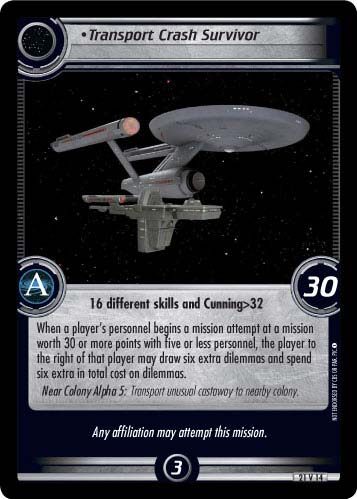 •Transport Crash Survivor
A
30
16 different skills and Cunning>32
When a player's personnel begins a mission attempt at a mission
worth 30 or more points with five or less personnel, the player to
the right of that player may draw six extra dilemmas and spend
six extra in total cost on dilemmas.
Near Colony Alpha 5: Transport unusual castaway to nearby colony.
Any affiliation may attempt this mission.
3
21 V 14